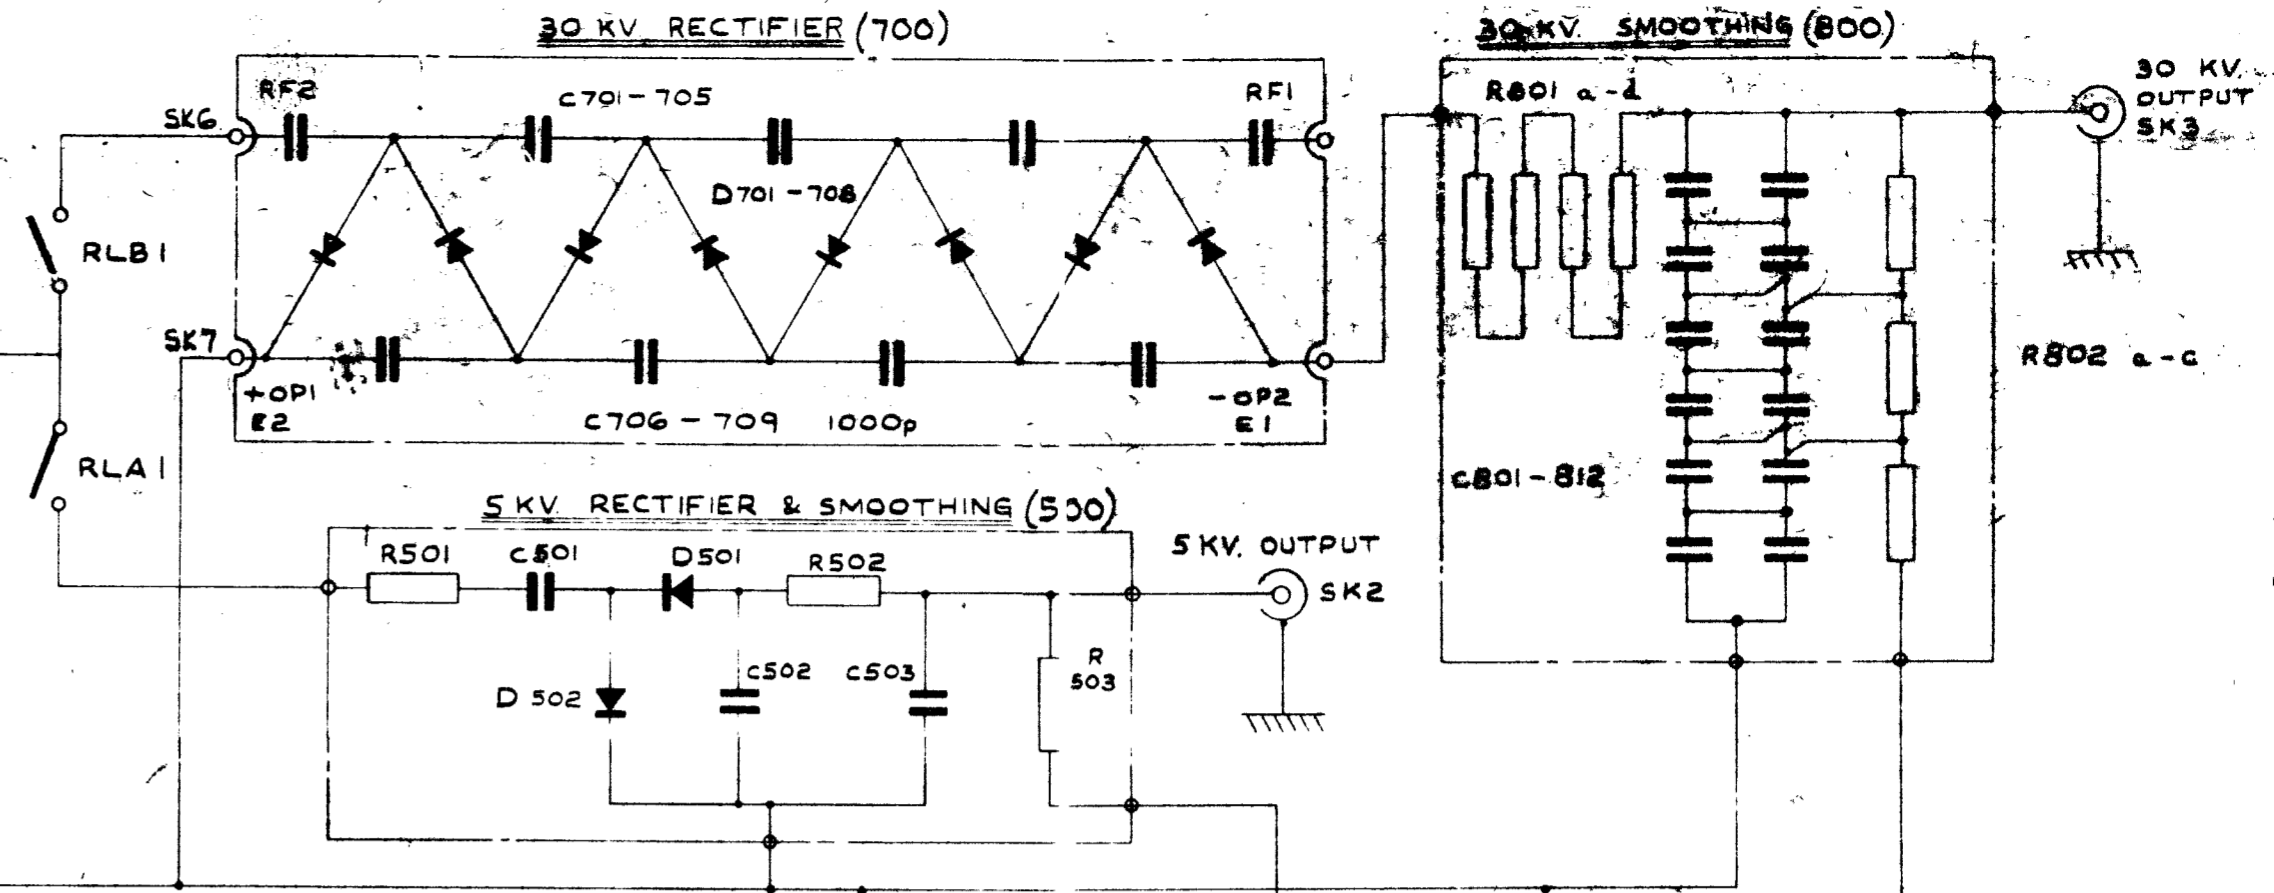 30 KV RECTIFIER (700)
30 KV. SMOOTHING (800)
RF2
C701-705
RF1
SK6
D701-708
RLB1
SK7
+OP1
E2
C706-709 1000p
-OP2
E1
RLA1
R801 a-d
30 KV.
OUTPUT
SK3
R802 a-c
C801-812
5 KV. RECTIFIER & SMOOTHING (500)
R501
C501
D501
R502
5 KV. OUTPUT
SK2
D 502
C502
C503
R
503